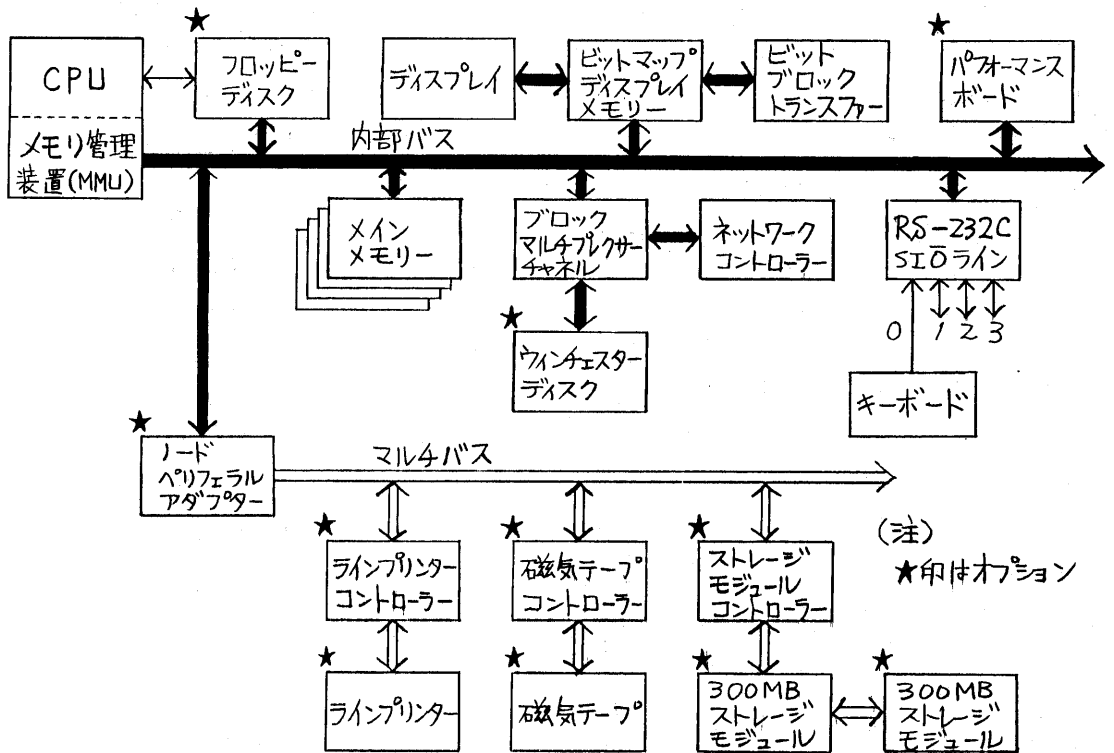 ★
CPU
メモリ管理
装置(MMU)
フロッピー
ディスク
ディスプレイ
ビットマップ
ディスプレイ
メモリー
ビット
ブロック
トランスファー
★
パフォーマンス
ボード
内部バス
メイン
メモリー
ブロック
マルチプレクサー
チャネル
ネットワーク
コントローラー
RS-232C
SIOライン
0 1 2 3
★
ウィンチェスター
ディスク
キーボード
★
ノード
ペリフェラル
アダプター
マルチバス
★
ラインプリンター
コントローラー
★
磁気テープ
コントローラー
★
ストレージ
モジュール
コントローラー
(注)
★印はオプション
★
ラインプリンター
★
磁気テープ
★
300MB
ストレージ
モジュール
★
300MB
ストレージ
モジュール